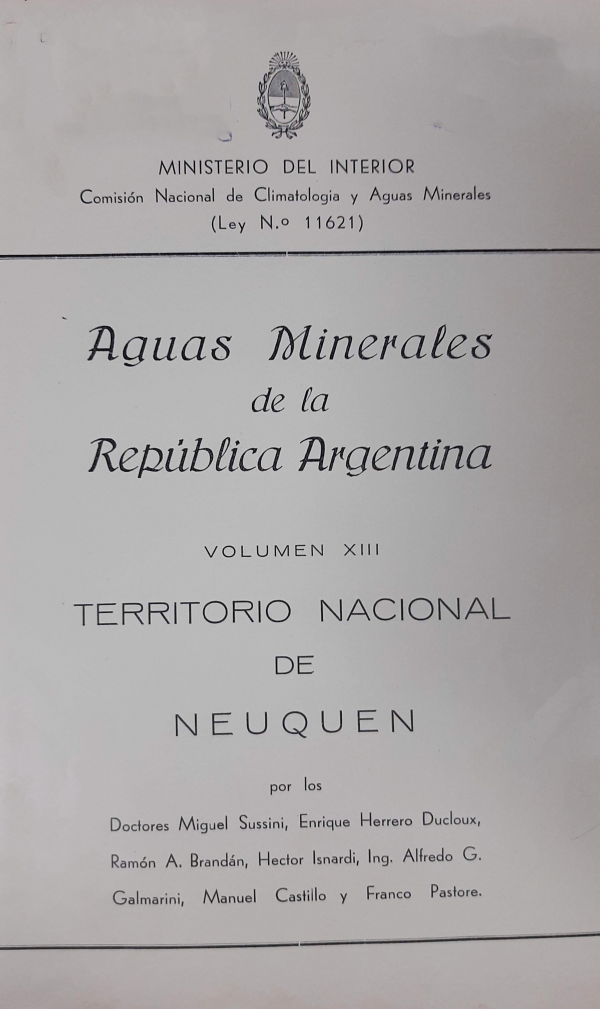 MINISTERIO DEL INTERIOR
Comisión Nacional de Climatologia y Aguas Minerales
(Ley N.º 11621)
Aguas Minerales
de la
República Argentina
VOLUMEN XIII
TERRITORIO NACIONAL
DE
NEUQUEN
por los
Doctores Miguel Sussini, Enrique Herrero Ducloux,
Ramón A. Brandán, Hector Isnardi, Ing. Alfredo G.
Galmarini, Manuel Castillo y Franco Pastore.